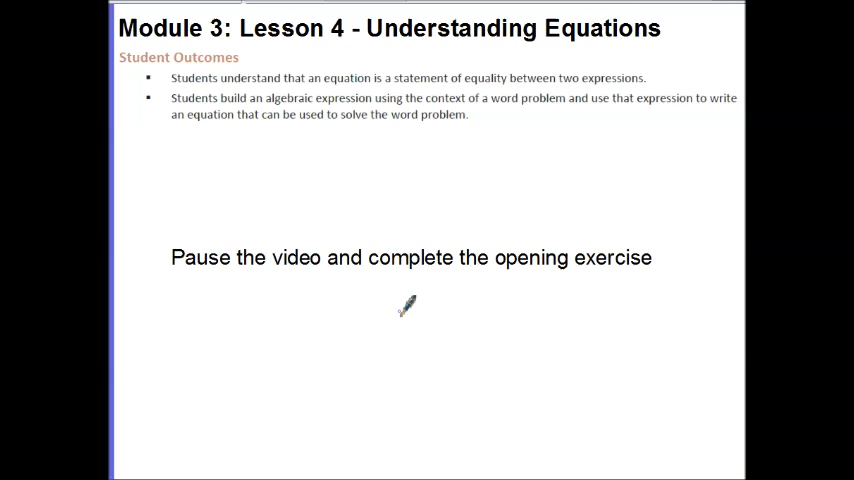 Module 3: Lesson 4 - Understanding Equations
Student Outcomes
▪ Students understand that an equation is a statement of equality between two expressions.
▪ Students build an algebraic expression using the context of a word problem and use that expression to write
an equation that can be used to solve the word problem.
Pause the video and complete the opening exercise